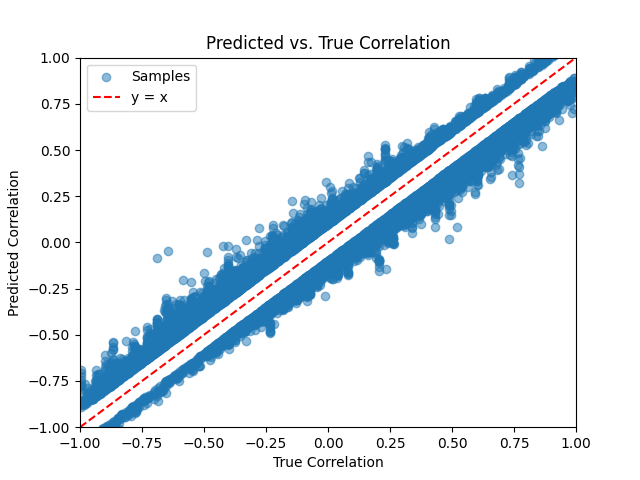 Predicted vs. True Correlation
Samples
y = x
Predicted Correlation
1.00
0.75
0.50
0.25
0.00
−0.25
−0.50
−0.75
−1.00
−1.00 −0.75 −0.50 −0.25 0.00 0.25 0.50 0.75 1.00
True Correlation